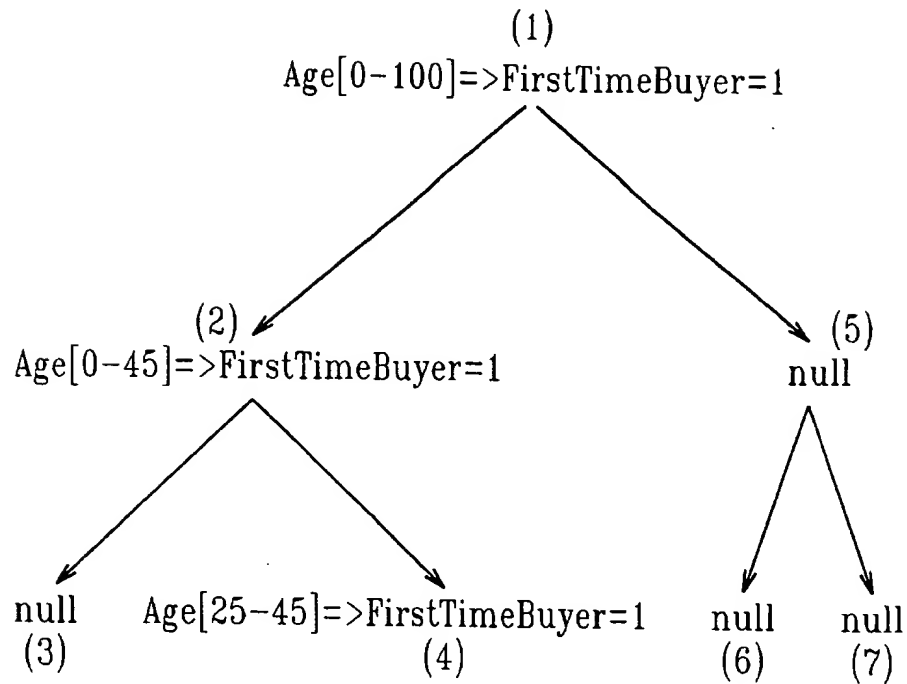 (1)
Age[0-100]=>FirstTimeBuyer=1
(2)
Age[0-45]=>FirstTimeBuyer=1
(5)
null
null
(3)
Age[25-45]=>FirstTimeBuyer=1
(4)
null
(6)
null
(7)